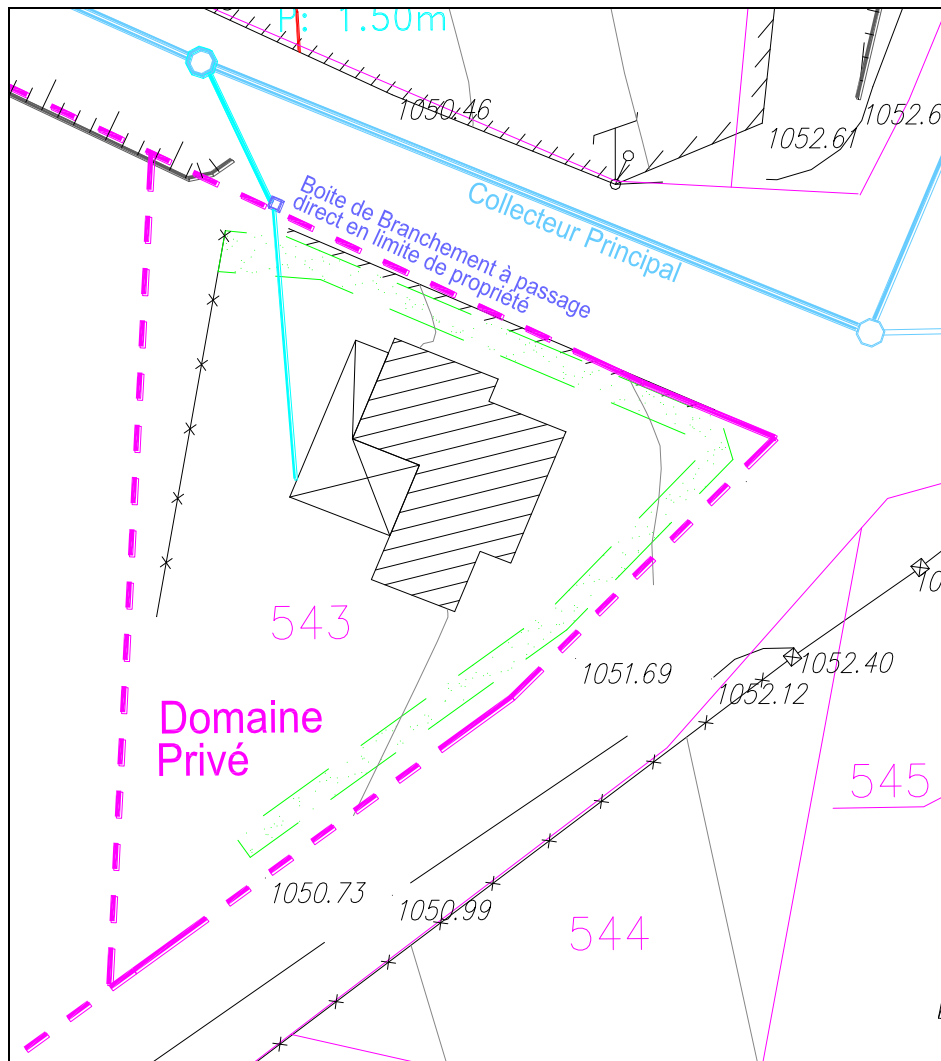 P: 1.50m
1050.46
1052.61
1052.6
Collecteur Principal
Boite de Branchement à passage
direct en limite de propriété
543
1051.69
1052.40
1052.12
10
Domaine
Privé
545
1050.73
1050.99
544